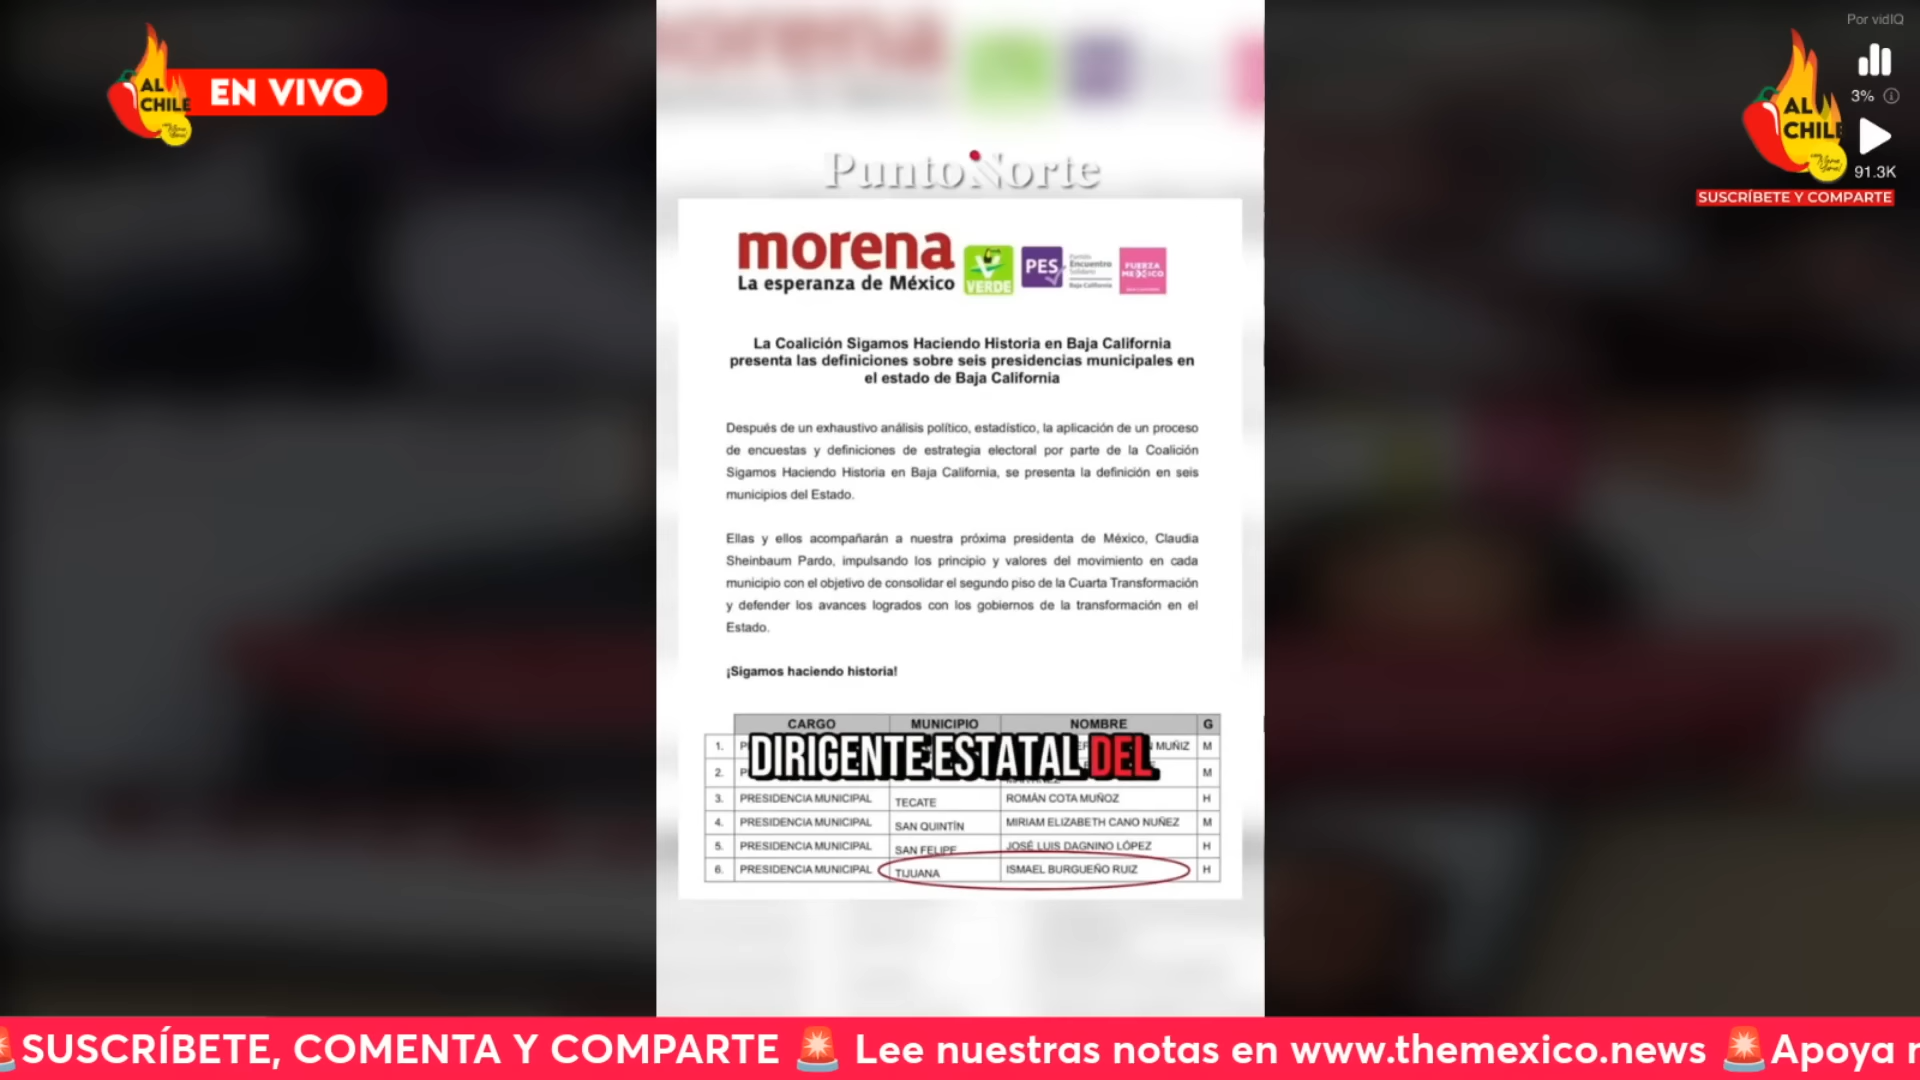 Por vidIQ
AL CHILE
EN VIVO
AL CHILE
3%
91.3K
SUSCRÍBETE Y COMPARTE
PuntoNorte
morena
La esperanza de México
VERDE
PES
Partido
Encuentro
Solidario
Baja California
FUERZA
MEXICO
La Coalición Sigamos Haciendo Historia en Baja California
presenta las definiciones sobre seis presidencias municipales en
el estado de Baja California
Después de un exhaustivo análisis político, estadístico, la aplicación de un proceso
de encuestas y definiciones de estrategia electoral por parte de la Coalición
Sigamos Haciendo Historia en Baja California, se presenta la definición en seis
municipios del Estado.
Ellas y ellos acompañarán a nuestra próxima presidenta de México, Claudia
Sheinbaum Pardo, impulsando los principio y valores del movimiento en cada
municipio con el objetivo de consolidar el segundo piso de la Cuarta Transformación
y defender los avances logrados con los gobiernos de la transformación en el
Estado.
¡Sigamos haciendo historia!
CARGO MUNICIPIO NOMBRE G
1. MUÑIZ M
DIRIGENTE ESTATAL DEL
2. M
3. PRESIDENCIA MUNICIPAL TECATE ROMÁN COTA MUÑOZ H
4. PRESIDENCIA MUNICIPAL SAN QUINTÍN MIRIAM ELIZABETH CANO NUÑEZ M
5. PRESIDENCIA MUNICIPAL SAN FELIPE JOSÉ LUIS DAGNINO LÓPEZ H
6. PRESIDENCIA MUNICIPAL TIJUANA ISMAEL BURGUEÑO RUIZ H
SUSCRÍBETE, COMENTA Y COMPARTE 🚨 Lee nuestras notas en www.themexico.news 🚨Apoya